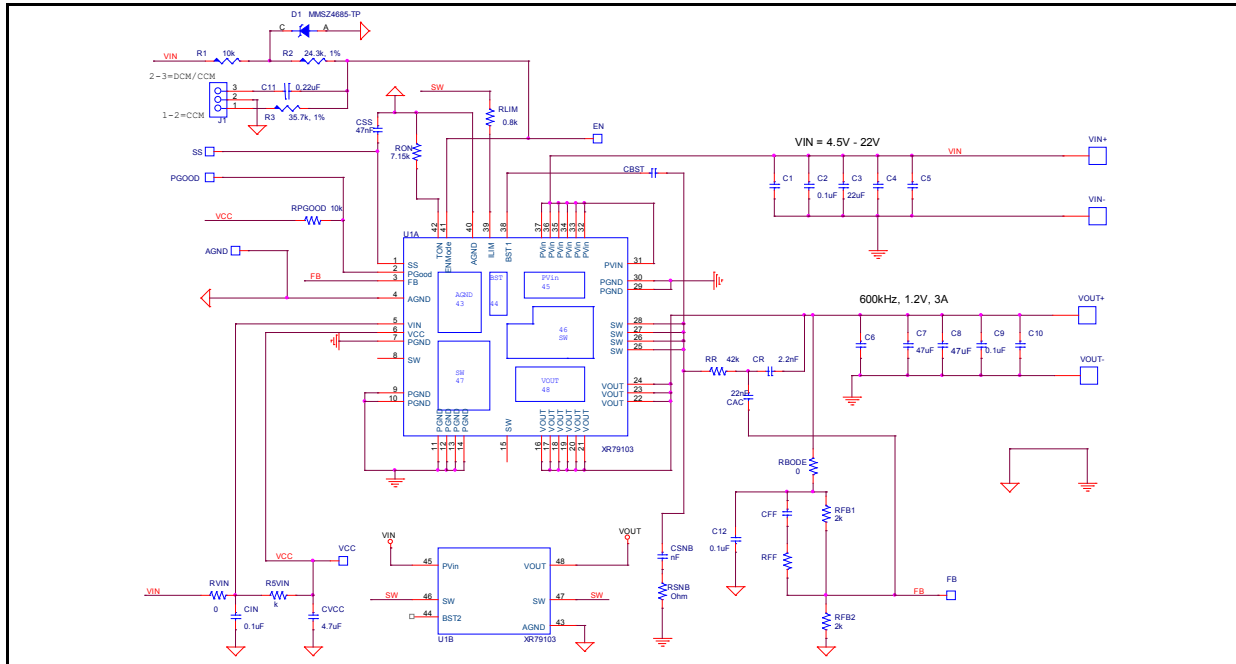 D1 MMSZ4685-TP
C A
VIN R1 10k R2 24.3k, 1%
2-3=DCM/CCM
C11 0.22uF
3
2
1
J1
1-2=CCM
R3
35.7k, 1%
SW
RLIM
0.8k
CSS
47nF
RON
7.15k
EN
SS
PGOOD
VCC RPGOOD 10k
AGND
FB
CBST
VIN = 4.5V - 22V
VIN
VIN+
VIN-
C1
C2
0.1uF
C3
22uF
C4
C5
U1A
42 41 40 39 38 37 36 35 34 33 32
TON ENMode AGND ILIM BST1 PVin PVin PVin PVin PVin PVin
1 SS
2 PGood
3 FB
4 AGND
5 VIN
6 VCC
7 PGND
8 SW
9 PGND
10 PGND
AGND
43
BST
44
PVin
45
46
SW
SW
47
VOUT
48
PVIN 31
PGND 30
PGND 29
SW 28
SW 27
SW 26
SW 25
VOUT 24
VOUT 23
VOUT 22
PGND PGND PGND PGND SW VOUT VOUT VOUT VOUT VOUT VOUT
11 12 13 14 15 16 17 18 19 20 21
XR79103
600kHz, 1.2V, 3A
VOUT+
VOUT-
C6
C7
47uF
C8
47uF
C9
0.1uF
C10
RR 42k CR 2.2nF
22nF
CAC
RBODE
0
C12
0.1uF
CFF
RFF
RFB1
2k
FB
FB
RFB2
2k
CSNB
nF
RSNB
Ohm
VCC
VCC
VIN
RVIN
0
R5VIN
k
CIN
0.1uF
CVCC
4.7uF
VIN
VOUT
45 PVin
VOUT 48
SW 46 SW
SW 47 SW
44 BST2
AGND 43
U1B
XR79103